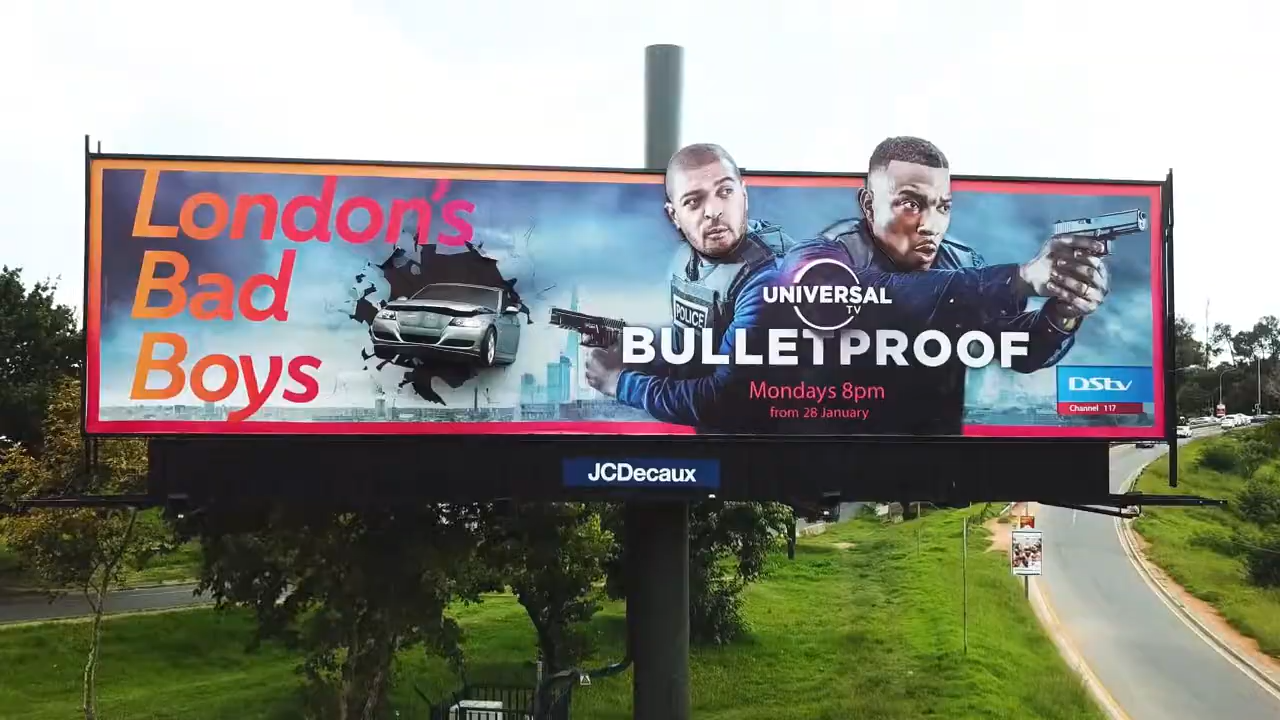 London's
Bad
Boys
POLICE
UNIVERSAL
TV
BULLETPROOF
Mondays 8pm
from 28 January
DStv
Channel 117
JCDecaux